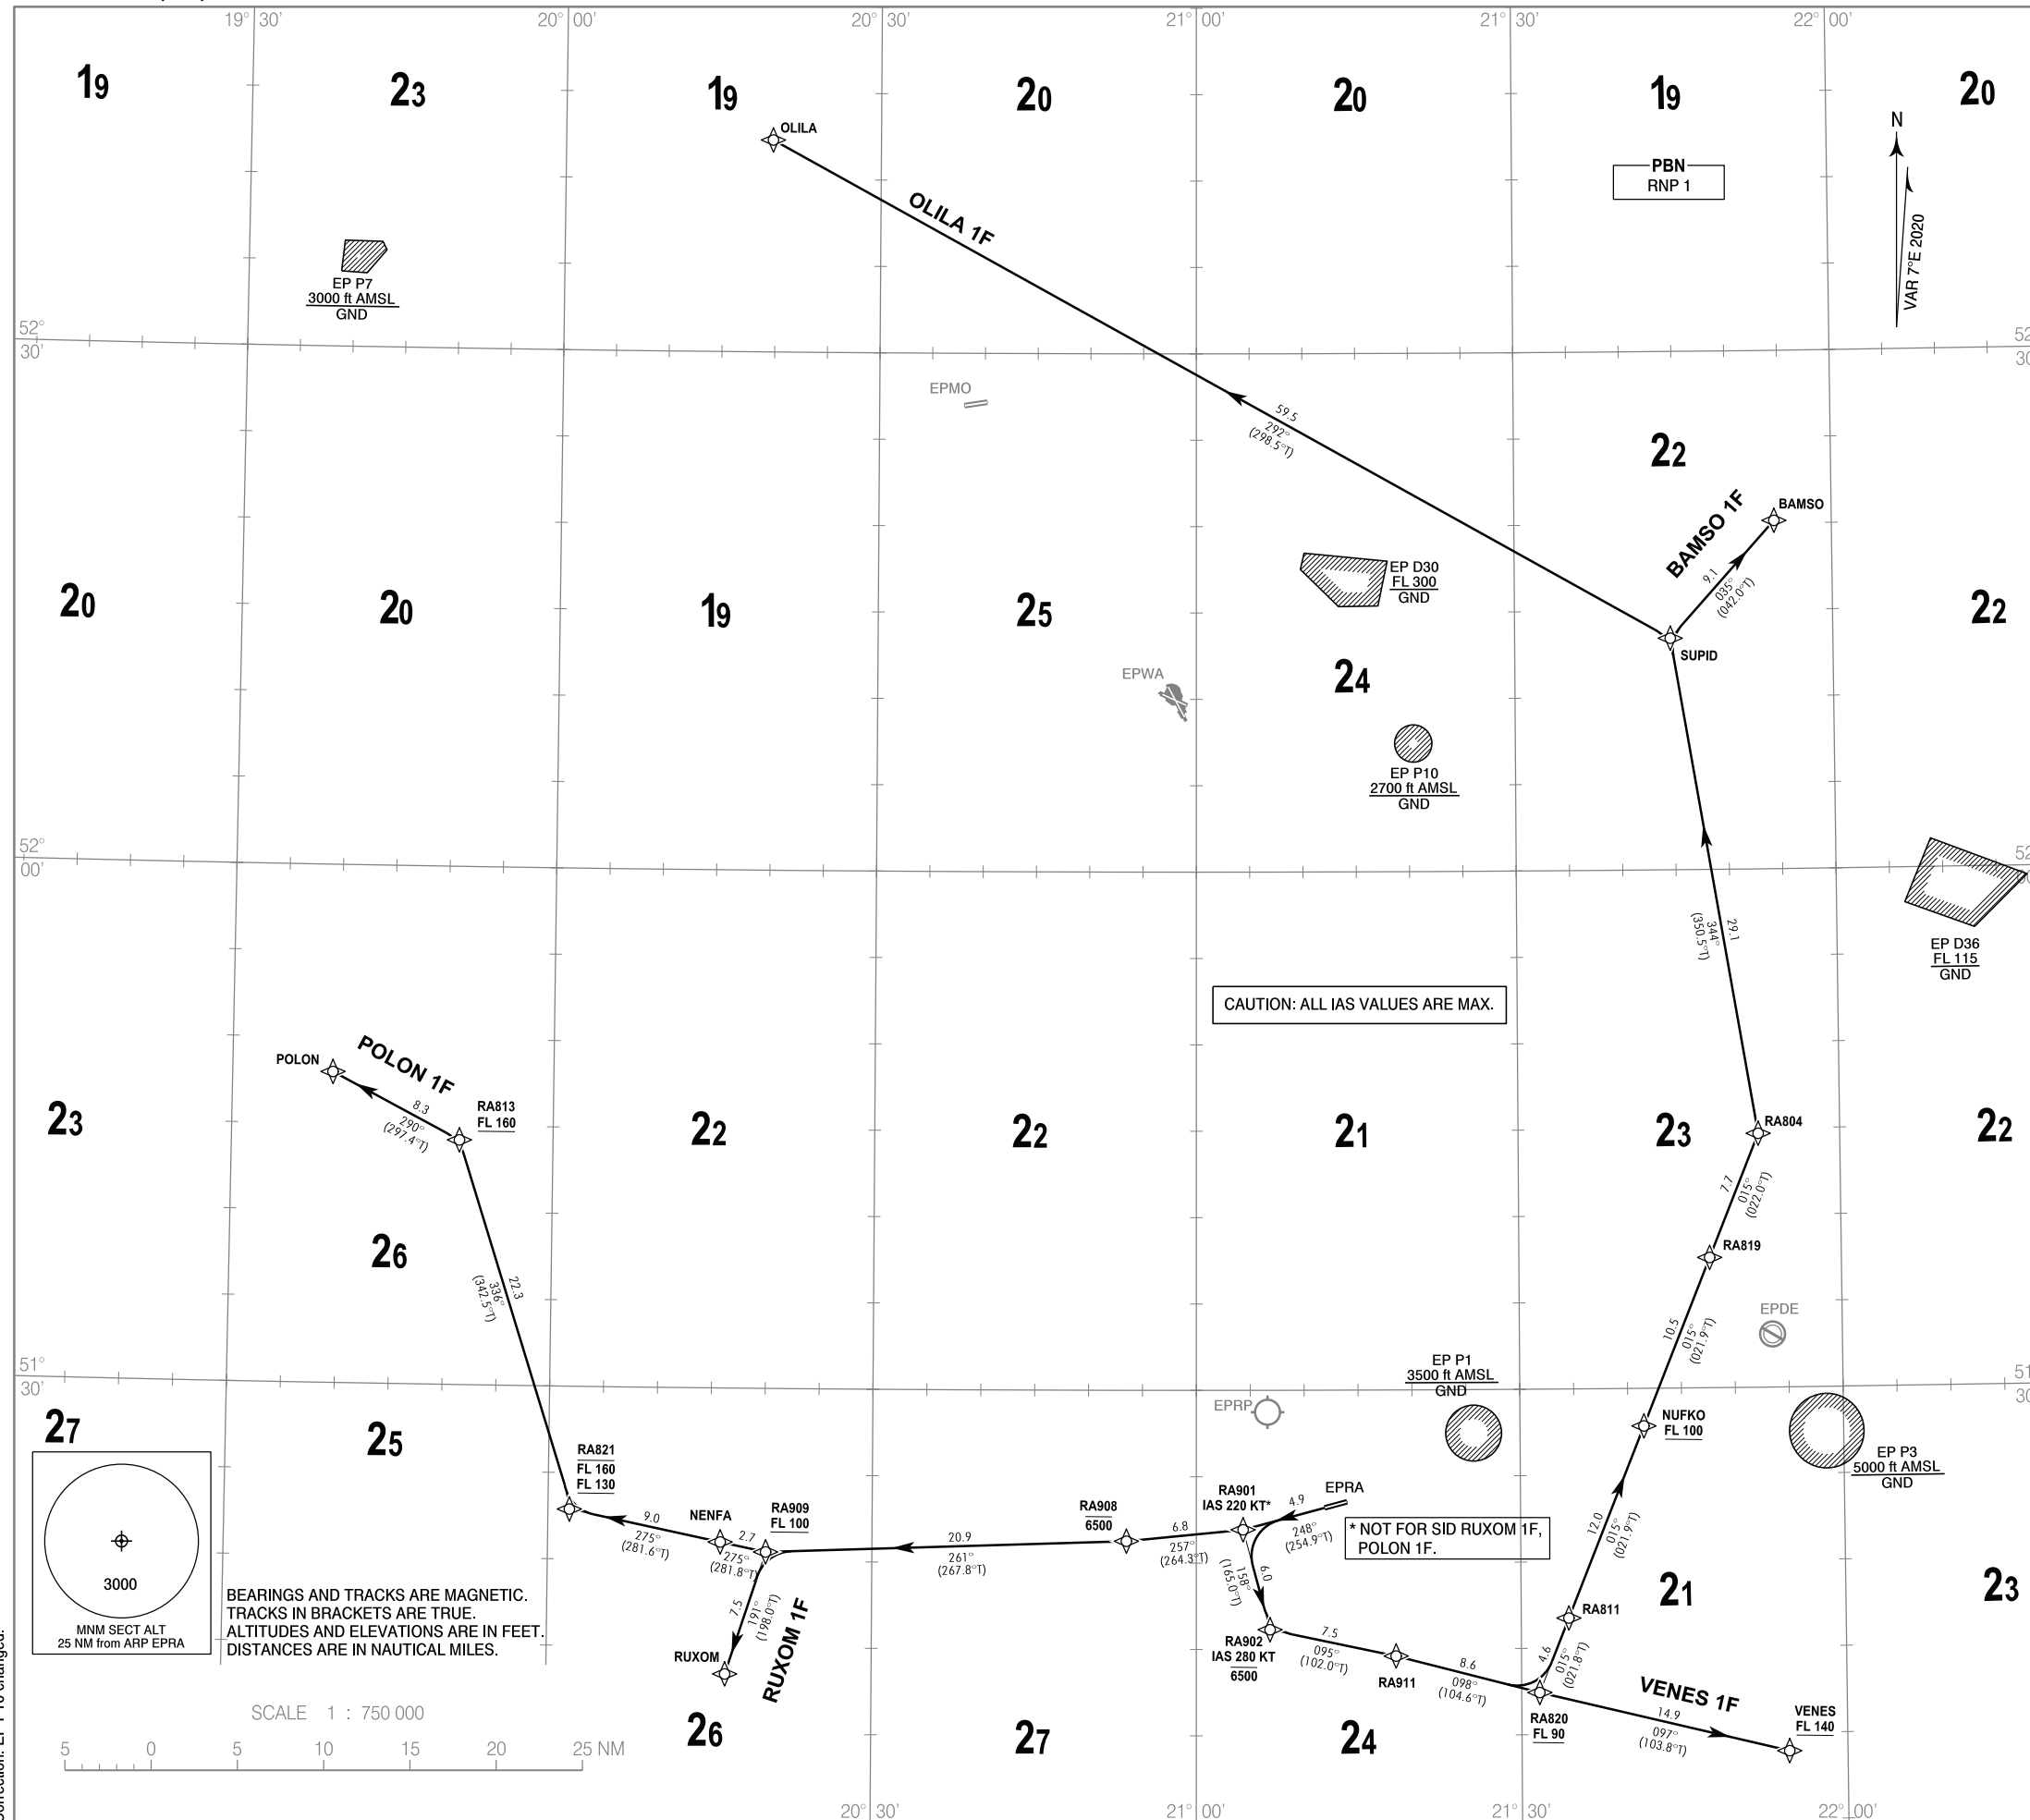 19° 30'
20° 00'
20° 30'
21° 00'
21° 30'
22° 00'
19
23
19
20
20
19
20
OLILA
OLILA 1F
PBN
RNP 1
N
VAR 7°E 2020
EP P7
3000 ft AMSL
GND
52°
30'
52
30
EPMO
59.5
292°
(298.5°T)
22
BAMSO
BAMSO 1F
9.1
035°
(042.0°T)
SUPID
EP D30
FL 300
GND
20
20
19
25
24
22
EPWA
EP P10
2700 ft AMSL
GND
52°
00'
52
EP D36
FL 115
GND
29.1
344°
(350.5°T)
CAUTION: ALL IAS VALUES ARE MAX.
POLON
POLON 1F
8.3
290°
(297.4°T)
RA813
FL 160
23
22
22
21
23
22
RA804
7.7
015°
(022.0°T)
RA819
26
22.3
336°
(342.5°T)
10.5
015°
(021.9°T)
EPDE
EP P1
3500 ft AMSL
GND
51°
30'
51
30
27
25
EPRP
NUFKO
FL 100
EP P3
5000 ft AMSL
GND
RA821
FL 160
FL 130
9.0
275°
(281.6°T)
NENFA
2.7
275°
(281.8°T)
RA909
FL 100
20.9
261°
(267.8°T)
RA908
6500
6.8
257°
(264.3°T)
RA901
IAS 220 KT*
EPRA
4.9
248°
(254.9°T)
* NOT FOR SID RUXOM 1F,
POLON 1F.
12.0
015°
(021.9°T)
3000
MNM SECT ALT
25 NM from ARP EPRA
BEARINGS AND TRACKS ARE MAGNETIC.
TRACKS IN BRACKETS ARE TRUE.
ALTITUDES AND ELEVATIONS ARE IN FEET.
DISTANCES ARE IN NAUTICAL MILES.
7.5
191°
(198.0°T)
RUXOM
RUXOM 1F
6.0
158°
(165.0°T)
RA902
IAS 280 KT
6500
7.5
095°
(102.0°T)
RA911
8.6
098°
(104.6°T)
RA811
4.6
015°
(021.8°T)
21
23
RA820
FL 90
VENES 1F
14.9
097°
(103.8°T)
VENES
FL 140
26
27
24
SCALE 1 : 750 000
5 0 5 10 15 20 25 NM
20° 30'
21° 00'
21° 30'
22° 00'